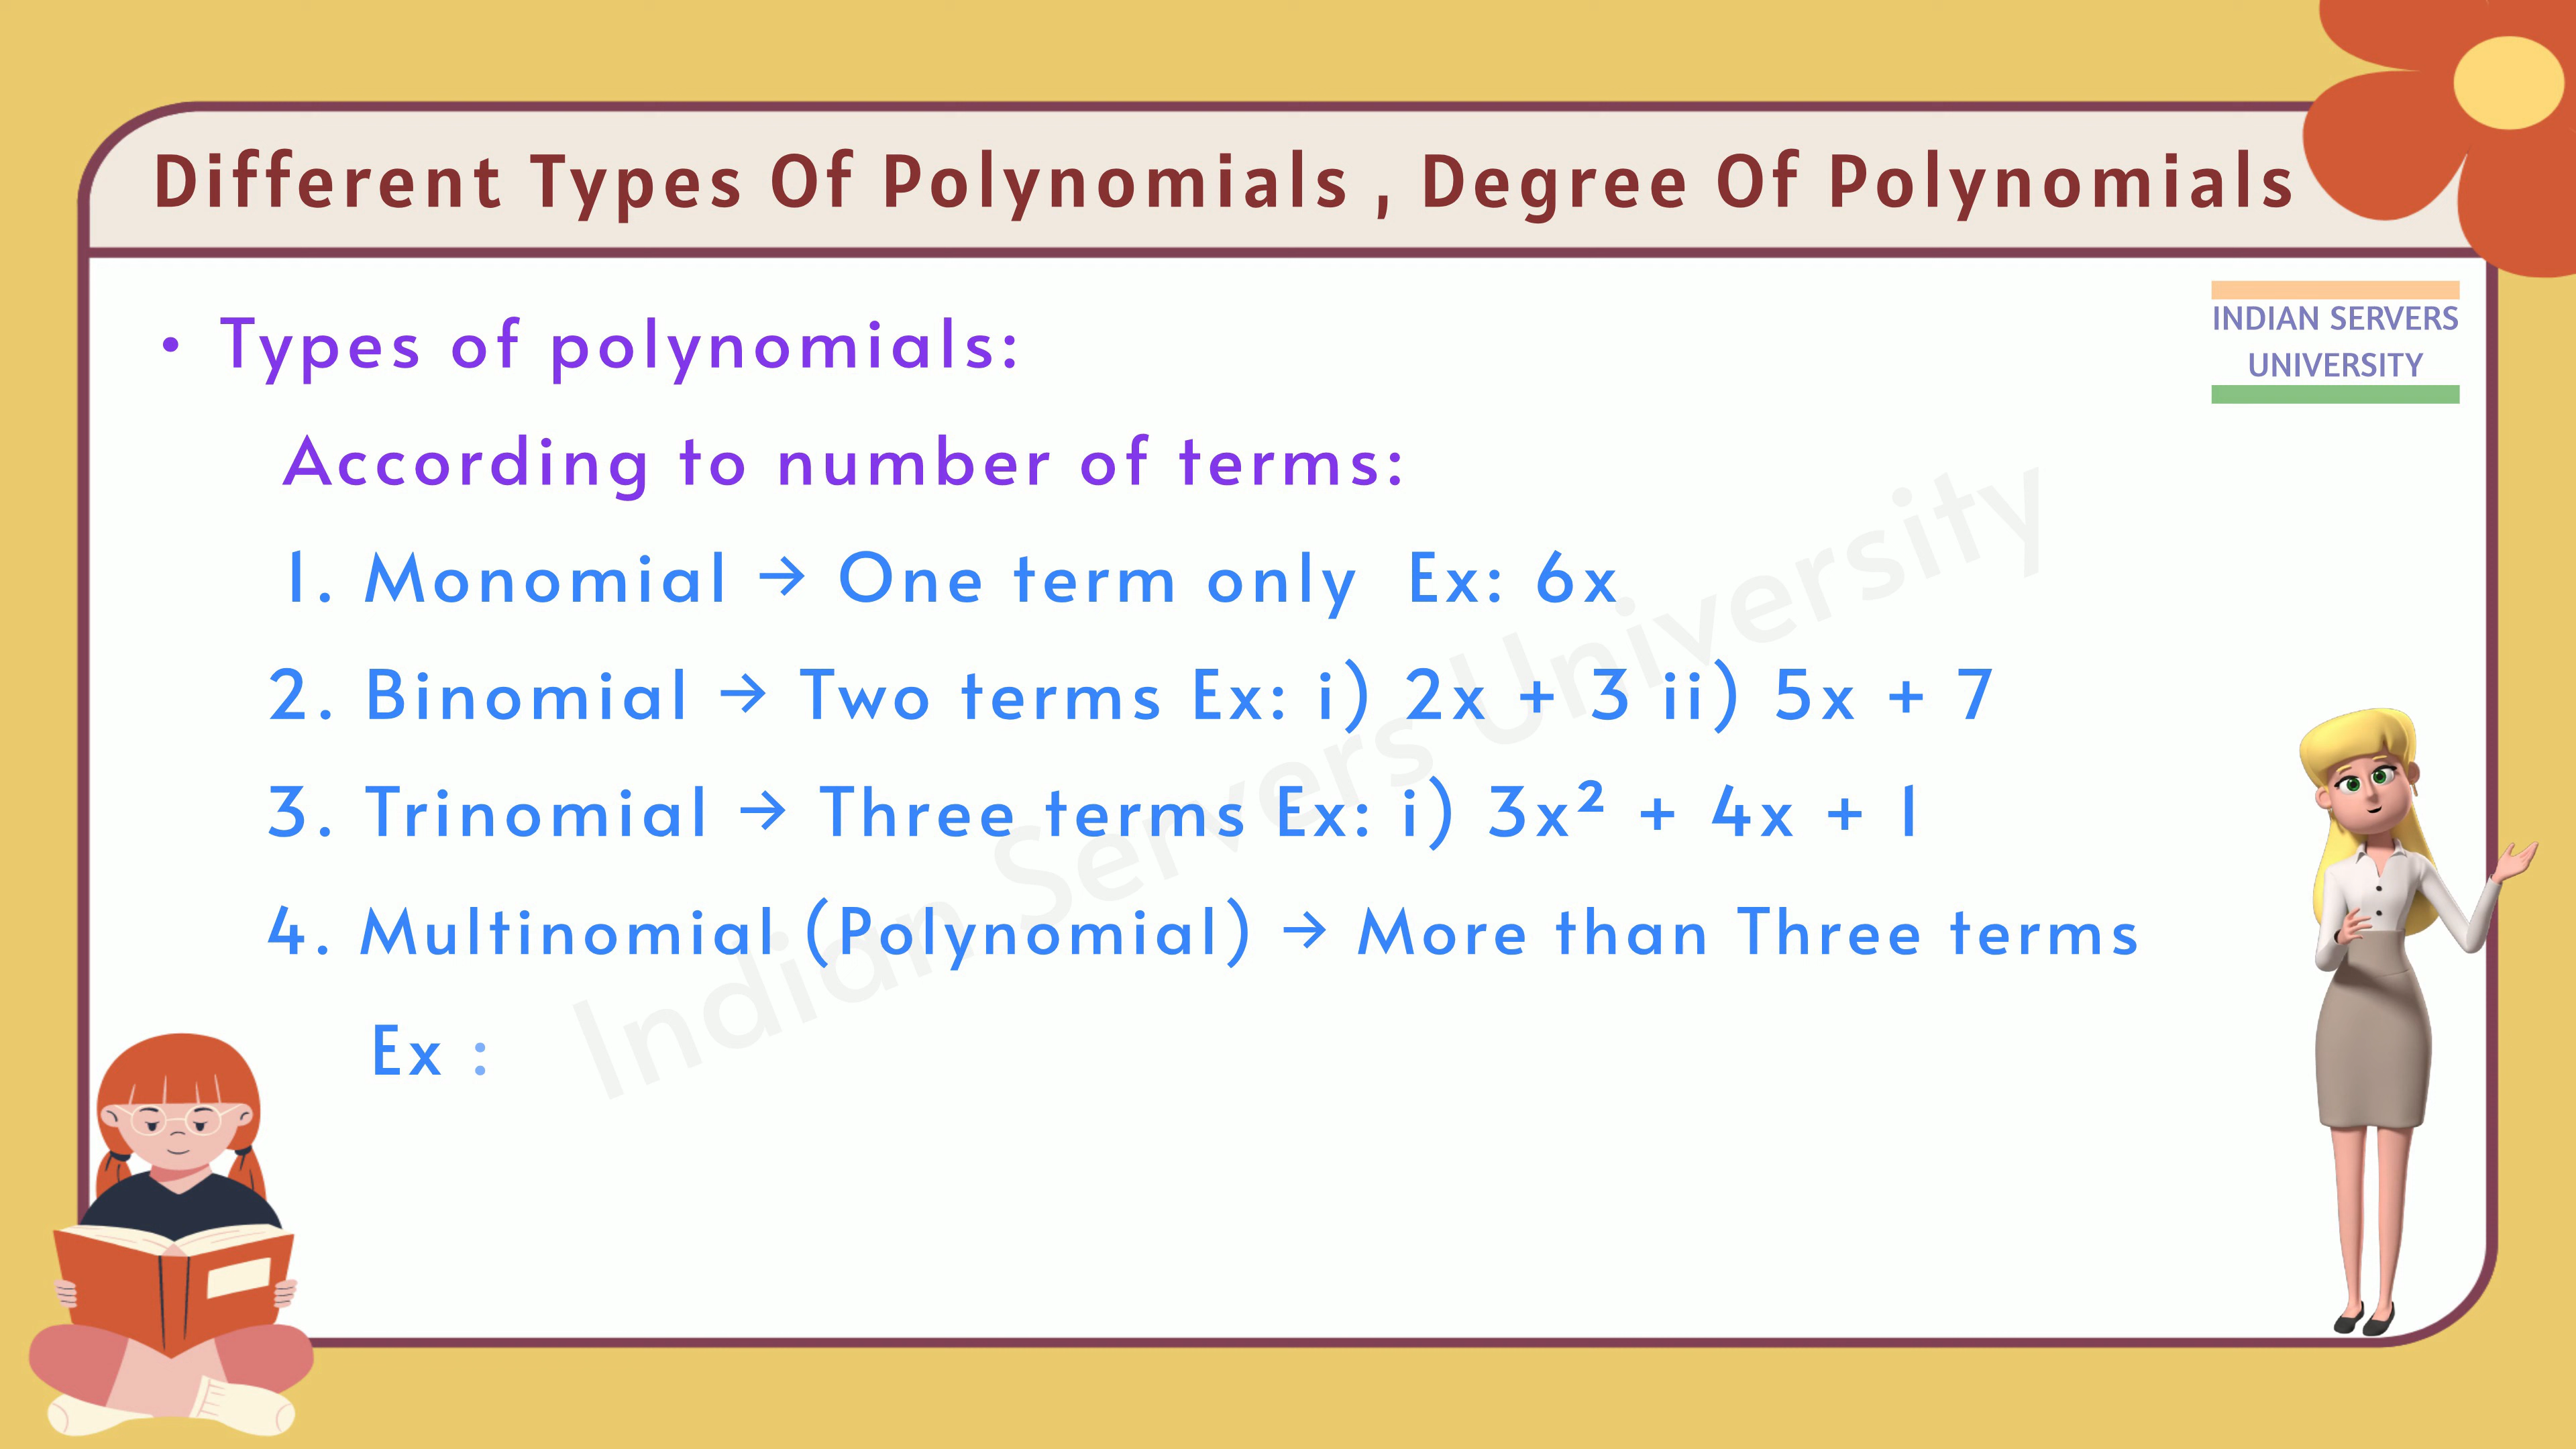 Different Types Of Polynomials , Degree Of Polynomials
INDIAN SERVERS
UNIVERSITY
• Types of polynomials:
According to number of terms:
1. Monomial → One term only Ex: 6x
2. Binomial → Two terms Ex: i) 2x + 3 ii) 5x + 7
3. Trinomial → Three terms Ex: i) 3x² + 4x + 1
4. Multinomial (Polynomial) → More than Three terms
Ex :
Indian Servers University